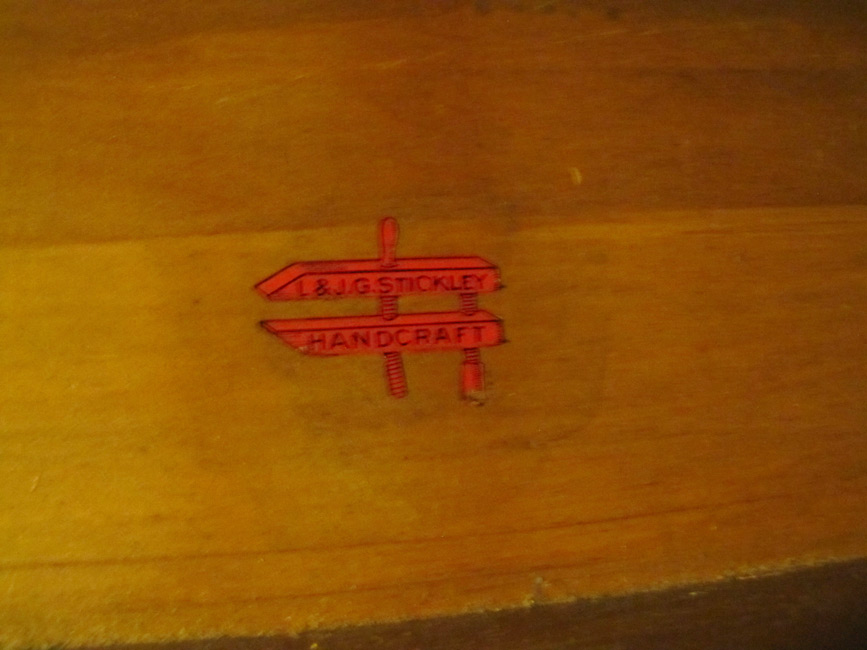 L & J.G. STICKLEY
HANDCRAFT